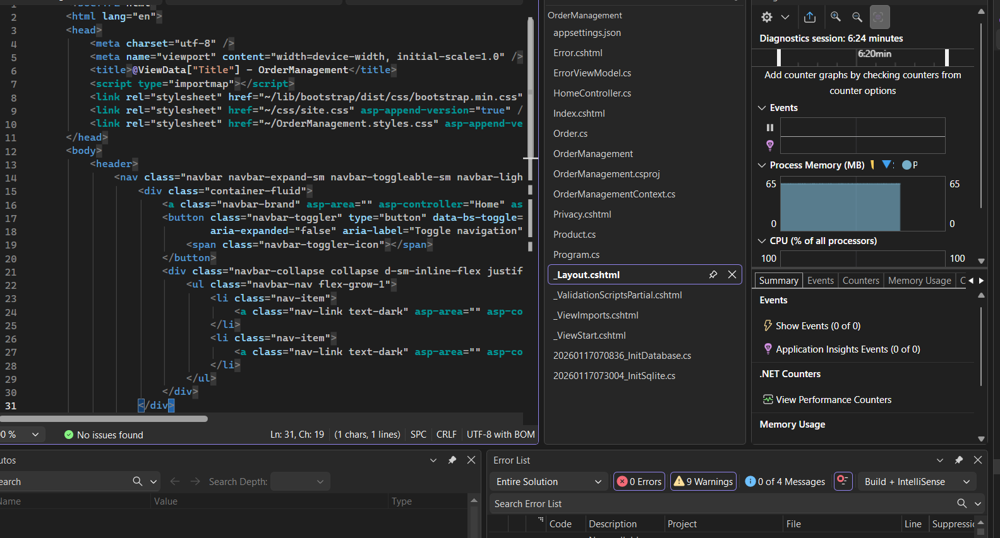 1 <!DOCTYPE html>
2 <html lang="en">
3 <head>
4 <meta charset="utf-8" />
5 <meta name="viewport" content="width=device-width, initial-scale=1.0" />
6 <title>@ViewData["Title"] - OrderManagement</title>
7 <script type="importmap"></script>
8 <link rel="stylesheet" href="~/lib/bootstrap/dist/css/bootstrap.min.css"
9 <link rel="stylesheet" href="~/css/site.css" asp-append-version="true" /
10 <link rel="stylesheet" href="~/OrderManagement.styles.css" asp-append-ve
11 </head>
12 <body>
13 <header>
14 <nav class="navbar navbar-expand-sm navbar-toggleable-sm navbar-ligh
15 <div class="container-fluid">
16 <a class="navbar-brand" asp-area="" asp-controller="Home" as
17 <button class="navbar-toggler" type="button" data-bs-toggle=
18 aria-expanded="false" aria-label="Toggle navigation"
19 <span class="navbar-toggler-icon"></span>
20 </button>
21 <div class="navbar-collapse collapse d-sm-inline-flex justif
22 <ul class="navbar-nav flex-grow-1">
23 <li class="nav-item">
24 <a class="nav-link text-dark" asp-area="" asp-co
25 </li>
26 <li class="nav-item">
27 <a class="nav-link text-dark" asp-area="" asp-co
28 </li>
29 </ul>
30 </div>
31 </div>
0 %
No issues found
Ln: 31, Ch: 19
(1 chars, 1 lines)
SPC
CRLF
UTF-8 with BOM
OrderManagement
appsettings.json
Error.cshtml
ErrorViewModel.cs
HomeController.cs
Index.cshtml
Order.cs
OrderManagement
OrderManagement.csproj
OrderManagementContext.cs
Privacy.cshtml
Product.cs
Program.cs
_Layout.cshtml
_ValidationScriptsPartial.cshtml
_ViewImports.cshtml
_ViewStart.cshtml
20260117070836_InitDatabase.cs
20260117073004_InitSqlite.cs
Diagnostics session: 6:24 minutes
6:20min
Add counter graphs by checking counters from
counter options
Events
Process Memory (MB)
P
65
65
0
0
CPU (% of all processors)
100
100
Summary
Events
Counters
Memory Usage
C
Events
Show Events (0 of 0)
Application Insights Events (0 of 0)
.NET Counters
View Performance Counters
Memory Usage
utos
earch
Search Depth:
Name
Value
Type
Error List
Entire Solution
0 Errors
9 Warnings
0 of 4 Messages
Build + IntelliSense
Search Error List
Code
Description
Project
File
Line
Suppressio